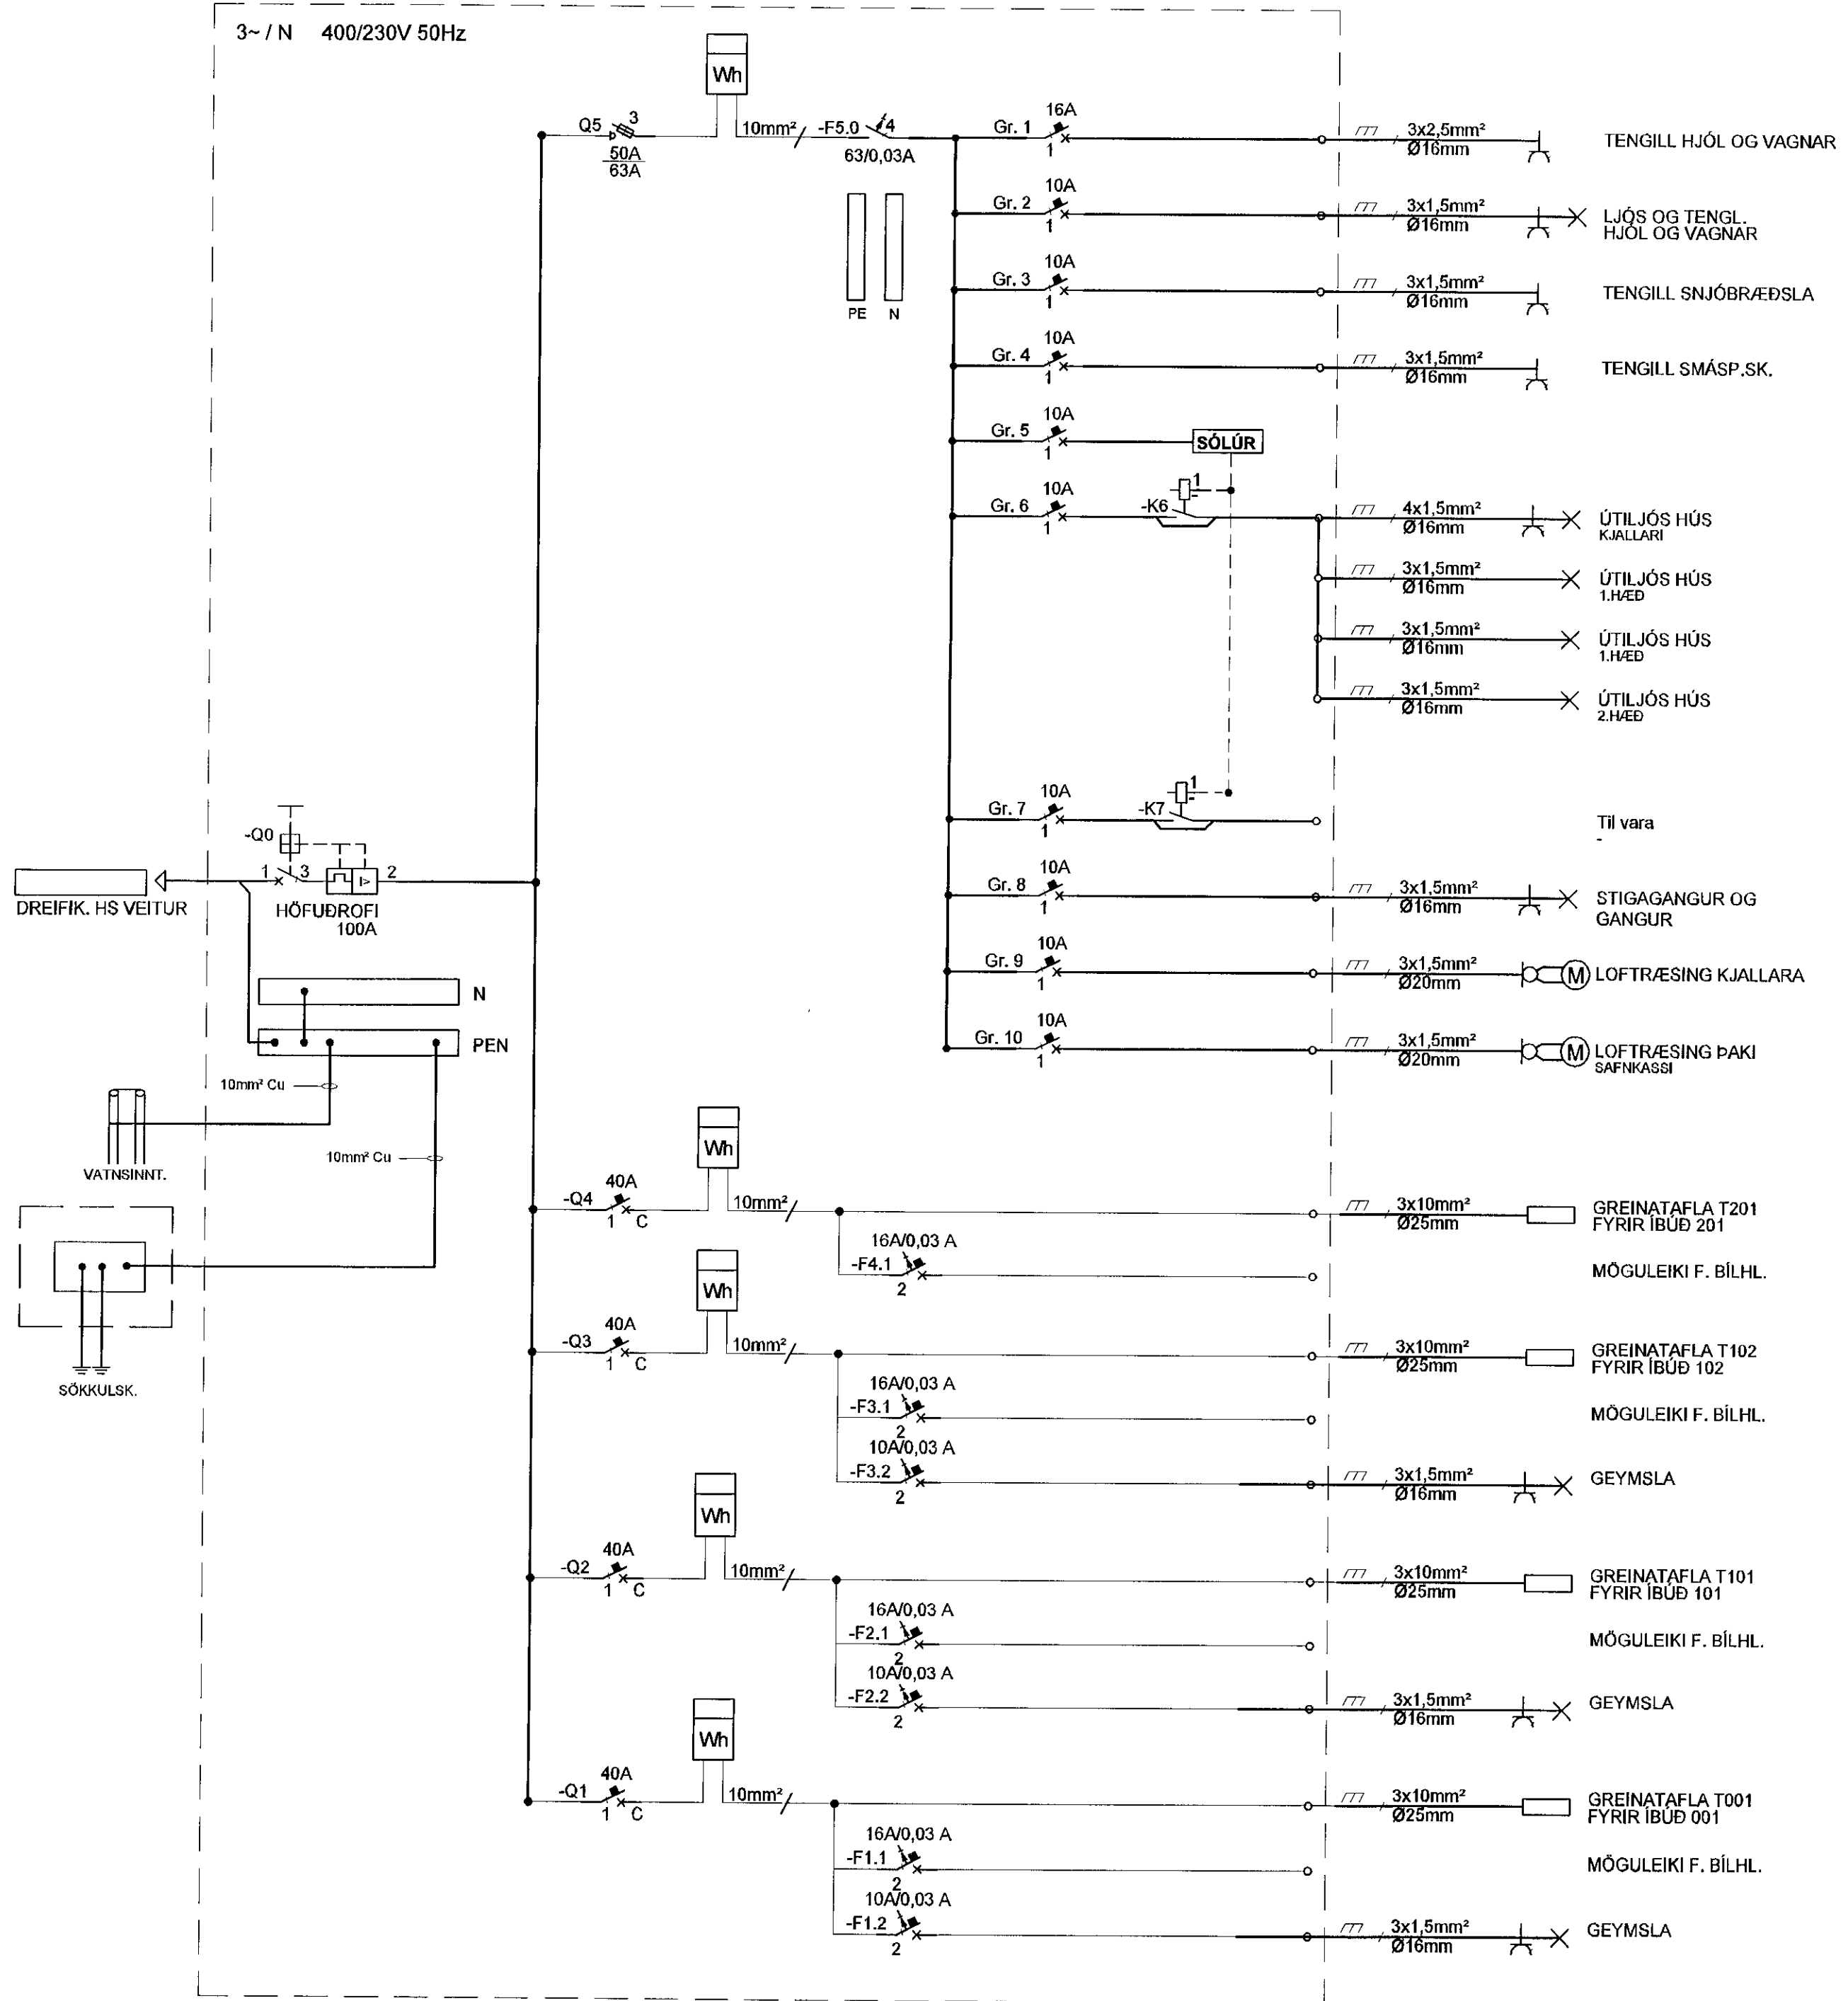 3~ / N 400/230V 50Hz
Wh
Q5
3
50A
63A
10mm²
-F5.0
4
63/0,03A
PE
N
Gr. 1
16A
1
3x2,5mm²
Ø16mm
TENGILL HJÓL OG VAGNAR
Gr. 2
10A
1
3x1,5mm²
Ø16mm
LJÓS OG TENGL.
HJÓL OG VAGNAR
Gr. 3
10A
1
3x1,5mm²
Ø16mm
TENGILL SNJÓBRÆÐSLA
Gr. 4
10A
1
3x1,5mm²
Ø16mm
TENGILL SMÁSP.SK.
Gr. 5
10A
1
SÓLÚR
Gr. 6
10A
1
-K6
1
-
4x1,5mm²
Ø16mm
ÚTILJÓS HÚS
KJALLARI
3x1,5mm²
Ø16mm
ÚTILJÓS HÚS
1.HÆÐ
3x1,5mm²
Ø16mm
ÚTILJÓS HÚS
1.HÆÐ
3x1,5mm²
Ø16mm
ÚTILJÓS HÚS
2.HÆÐ
Gr. 7
10A
1
-K7
1
-
Til vara
-
Gr. 8
10A
1
3x1,5mm²
Ø16mm
STIGAGANGUR OG
GANGUR
Gr. 9
10A
1
3x1,5mm²
Ø20mm
M
LOFTRÆSING KJALLARA
Gr. 10
10A
1
3x1,5mm²
Ø20mm
M
LOFTRÆSING ÞAKI
SAFNKASSI
-Q0
1
3
I>
2
DREIFIK. HS VEITUR
HÖFUÐROFI
100A
N
PEN
10mm² Cu
VATNSINNT.
10mm² Cu
SÖKKULSK.
Wh
-Q4
40A
1
C
10mm²
3x10mm²
Ø25mm
GREINATAFLA T201
FYRIR ÍBÚÐ 201
16A/0,03 A
-F4.1
2
MÖGULEIKI F. BÍLHL.
Wh
-Q3
40A
1
C
10mm²
3x10mm²
Ø25mm
GREINATAFLA T102
FYRIR ÍBÚÐ 102
16A/0,03 A
-F3.1
2
MÖGULEIKI F. BÍLHL.
10A/0,03 A
-F3.2
2
3x1,5mm²
Ø16mm
GEYMSLA
Wh
-Q2
40A
1
C
10mm²
3x10mm²
Ø25mm
GREINATAFLA T101
FYRIR ÍBÚÐ 101
16A/0,03 A
-F2.1
2
MÖGULEIKI F. BÍLHL.
10A/0,03 A
-F2.2
2
3x1,5mm²
Ø16mm
GEYMSLA
Wh
-Q1
40A
1
C
10mm²
3x10mm²
Ø25mm
GREINATAFLA T001
FYRIR ÍBÚÐ 001
16A/0,03 A
-F1.1
2
MÖGULEIKI F. BÍLHL.
10A/0,03 A
-F1.2
2
3x1,5mm²
Ø16mm
GEYMSLA